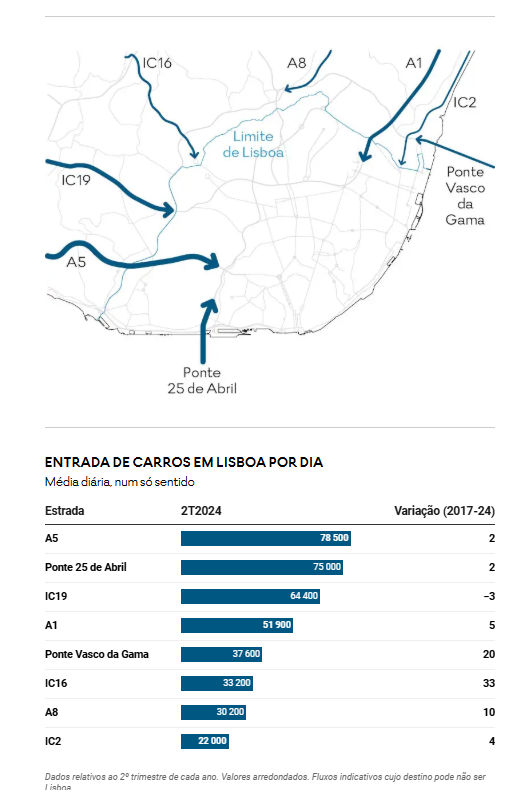 IC16
A8
A1
IC2
Limite
de Lisboa
Ponte
Vasco
da
Gama
IC19
A5
Ponte
25 de Abril
ENTRADA DE CARROS EM LISBOA POR DIA
Média diária, num só sentido
Estrada 2T2024 Variação (2017-24)
A5 78 500 2
Ponte 25 de Abril 75 000 2
IC19 64 400 −3
A1 51 900 5
Ponte Vasco da Gama 37 600 20
IC16 33 200 33
A8 30 200 10
IC2 22 000 4
Dados relativos ao 2º trimestre de cada ano. Valores arredondados. Fluxos indicativos cujo destino pode não ser
Lisboa